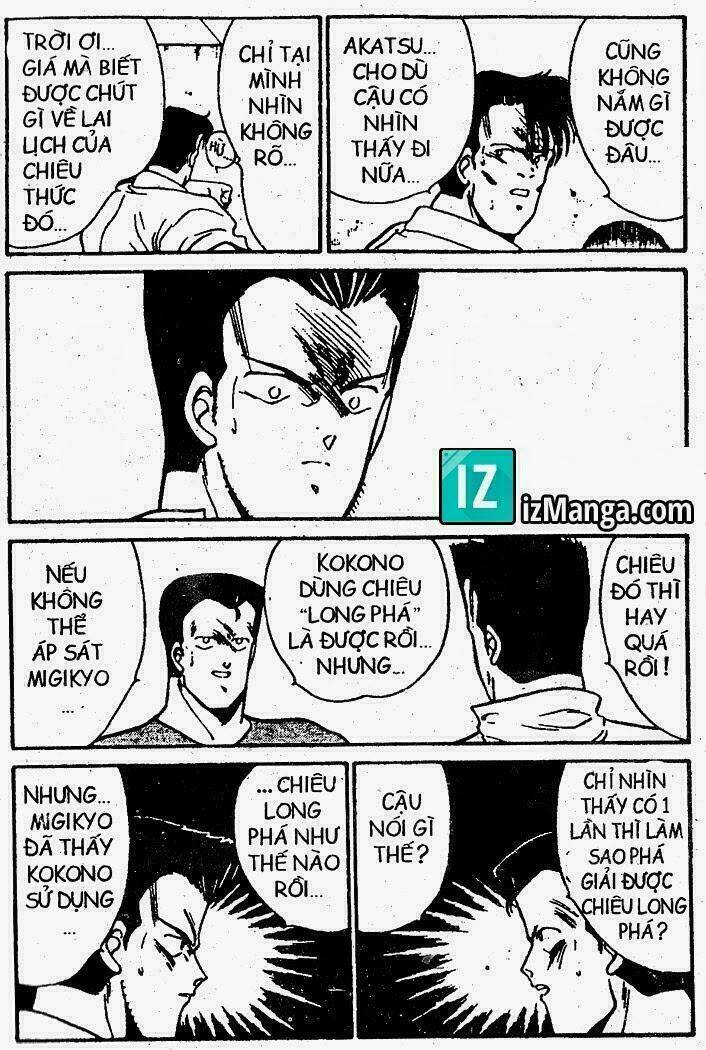 TRỜI ƠI...
GIÁ MÀ BIẾT
ĐƯỢC CHÚT
GÌ VỀ LAI
LỊCH CỦA
CHIÊU
THỨC
ĐÓ...
HỪ
CHỈ TẠI
MÌNH
NHÌN
KHÔNG
RÕ...
AKATSU...
CHO DÙ
CẬU CÓ
NHÌN
THẤY ĐI
NỮA...
CŨNG
KHÔNG
NẮM GÌ
ĐƯỢC
ĐÂU...
IZ
izManga.com
NẾU
KHÔNG
THỂ
ÁP SÁT
MIGIKYO
...
KOKONO
DÙNG CHIÊU
“LONG PHÁ”
LÀ ĐƯỢC RỒI...
NHƯNG...
CHIÊU
ĐÓ THÌ
HAY
QUÁ
RỒI!
NHƯNG...
MIGIKYO
ĐÃ THẤY
KOKONO
SỬ DỤNG
...
... CHIÊU
LONG
PHÁ NHƯ
THẾ NÀO
RỒI...
CẬU
NÓI GÌ
THẾ?
CHỈ NHÌN
THẤY CÓ 1
LẦN THÌ LÀM
SAO PHÁ
GIẢI ĐƯỢC
CHIÊU LONG
PHÁ?